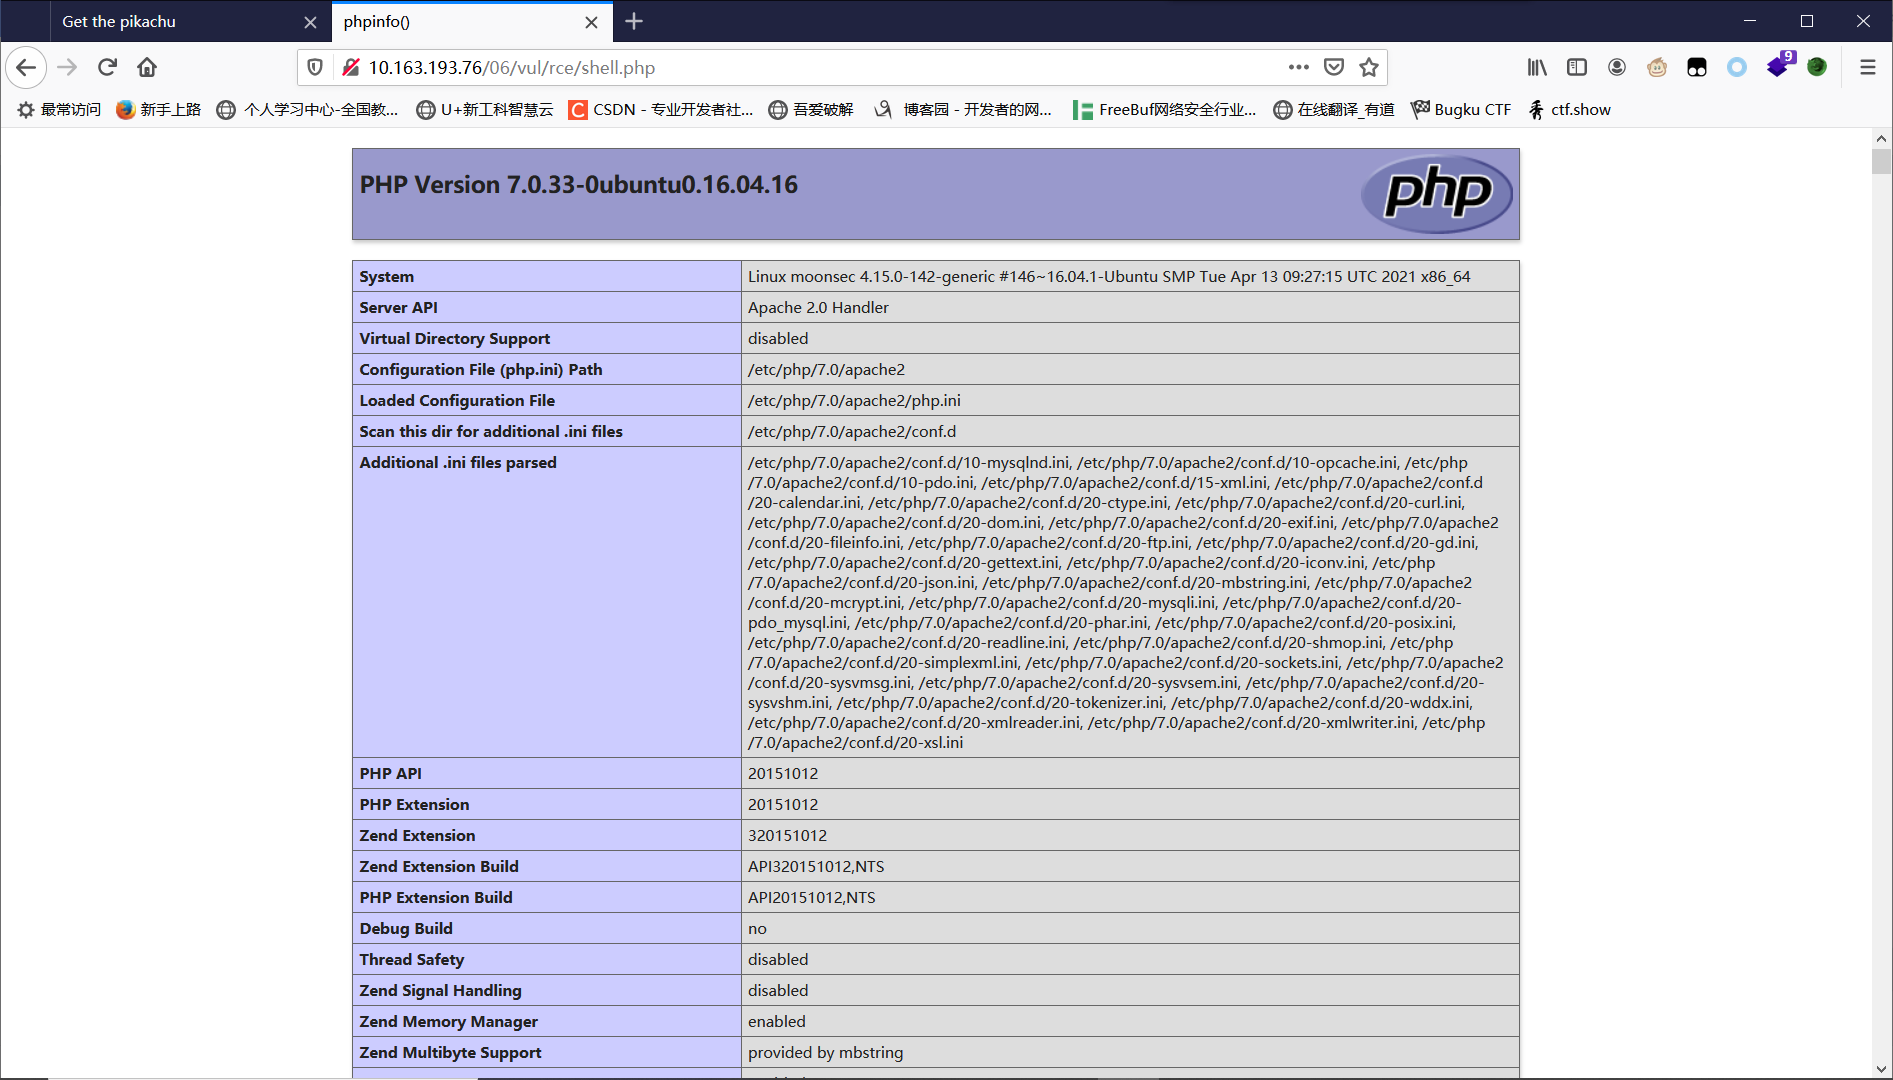 Get the pikachu
phpinfo()
10.163.193.76/06/vul/rce/shell.php
9
最常访问
新手上路
个人学习中心-全国教...
U+新工科智慧云
CSDN - 专业开发者社...
吾爱破解
博客园 - 开发者的网...
FreeBuf网络安全行业...
在线翻译_有道
Bugku CTF
ctf.show
PHP Version 7.0.33-0ubuntu0.16.04.16
php
System Linux moonsec 4.15.0-142-generic #146~16.04.1-Ubuntu SMP Tue Apr 13 09:27:15 UTC 2021 x86_64
Server API Apache 2.0 Handler
Virtual Directory Support disabled
Configuration File (php.ini) Path /etc/php/7.0/apache2
Loaded Configuration File /etc/php/7.0/apache2/php.ini
Scan this dir for additional .ini files /etc/php/7.0/apache2/conf.d
Additional .ini files parsed /etc/php/7.0/apache2/conf.d/10-mysqlnd.ini, /etc/php/7.0/apache2/conf.d/10-opcache.ini, /etc/php
/7.0/apache2/conf.d/10-pdo.ini, /etc/php/7.0/apache2/conf.d/15-xml.ini, /etc/php/7.0/apache2/conf.d
/20-calendar.ini, /etc/php/7.0/apache2/conf.d/20-ctype.ini, /etc/php/7.0/apache2/conf.d/20-curl.ini,
/etc/php/7.0/apache2/conf.d/20-dom.ini, /etc/php/7.0/apache2/conf.d/20-exif.ini, /etc/php/7.0/apache2
/conf.d/20-fileinfo.ini, /etc/php/7.0/apache2/conf.d/20-ftp.ini, /etc/php/7.0/apache2/conf.d/20-gd.ini,
/etc/php/7.0/apache2/conf.d/20-gettext.ini, /etc/php/7.0/apache2/conf.d/20-iconv.ini, /etc/php
/7.0/apache2/conf.d/20-json.ini, /etc/php/7.0/apache2/conf.d/20-mbstring.ini, /etc/php/7.0/apache2
/conf.d/20-mcrypt.ini, /etc/php/7.0/apache2/conf.d/20-mysqli.ini, /etc/php/7.0/apache2/conf.d/20-
pdo_mysql.ini, /etc/php/7.0/apache2/conf.d/20-phar.ini, /etc/php/7.0/apache2/conf.d/20-posix.ini,
/etc/php/7.0/apache2/conf.d/20-readline.ini, /etc/php/7.0/apache2/conf.d/20-shmop.ini, /etc/php
/7.0/apache2/conf.d/20-simplexml.ini, /etc/php/7.0/apache2/conf.d/20-sockets.ini, /etc/php/7.0/apache2
/conf.d/20-sysvmsg.ini, /etc/php/7.0/apache2/conf.d/20-sysvsem.ini, /etc/php/7.0/apache2/conf.d/20-
sysvshm.ini, /etc/php/7.0/apache2/conf.d/20-tokenizer.ini, /etc/php/7.0/apache2/conf.d/20-wddx.ini,
/etc/php/7.0/apache2/conf.d/20-xmlreader.ini, /etc/php/7.0/apache2/conf.d/20-xmlwriter.ini, /etc/php
/7.0/apache2/conf.d/20-xsl.ini
PHP API 20151012
PHP Extension 20151012
Zend Extension 320151012
Zend Extension Build API320151012,NTS
PHP Extension Build API20151012,NTS
Debug Build no
Thread Safety disabled
Zend Signal Handling disabled
Zend Memory Manager enabled
Zend Multibyte Support provided by mbstring